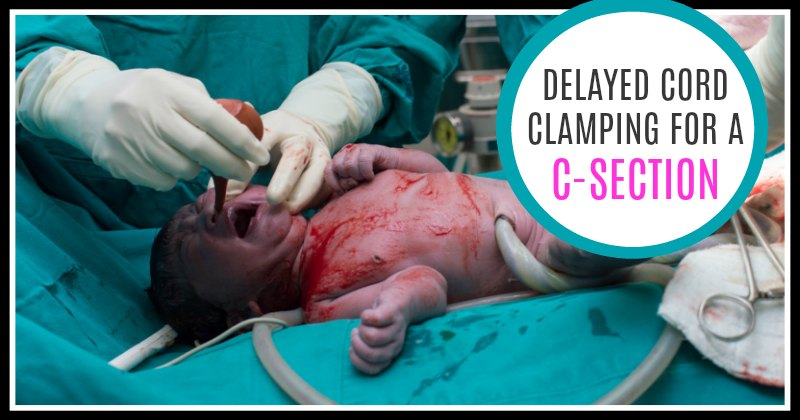 DELAYED CORD
CLAMPING FOR A
C-SECTION